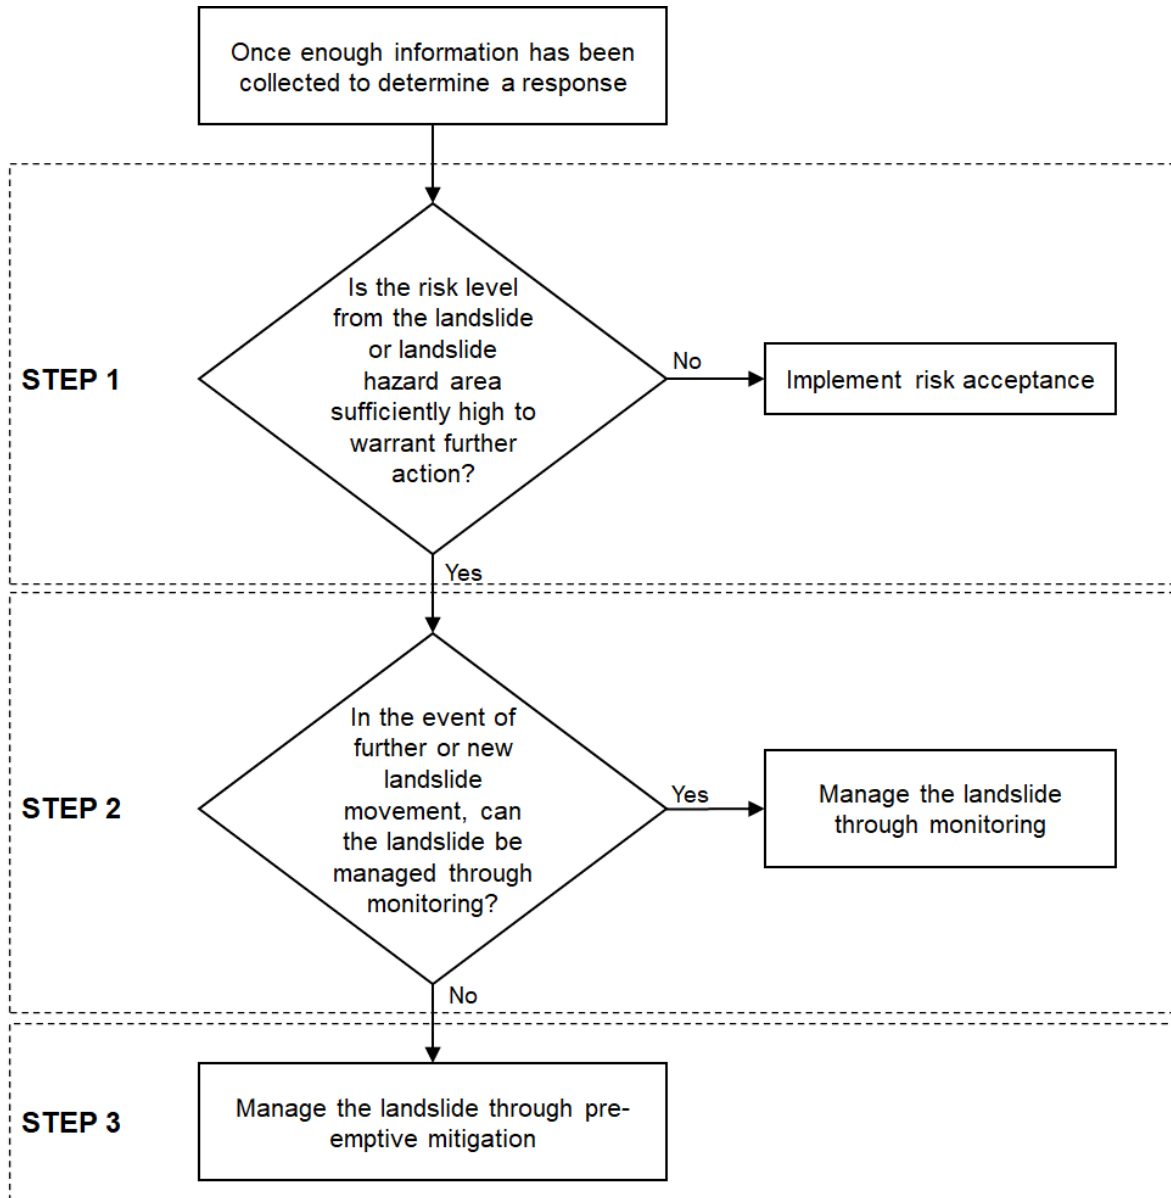 Once enough information has been
collected to determine a response
STEP 1
Is the risk level
from the landslide
or landslide
hazard area
sufficiently high to
warrant further
action?
No
Implement risk acceptance
Yes
STEP 2
In the event of
further or new
landslide
movement, can
the landslide be
managed through
monitoring?
Yes
Manage the landslide
through monitoring
No
STEP 3
Manage the landslide through pre-
emptive mitigation